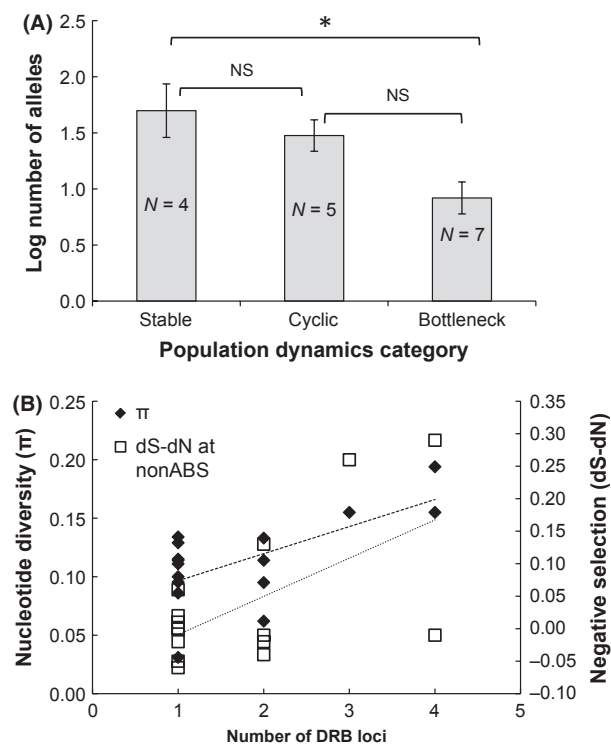 (A)
2.5
2.0
1.5
1.0
0.5
0.0
Log number of alleles
*
NS
NS
N = 4
N = 5
N = 7
Stable
Cyclic
Bottleneck
Population dynamics category
(B)
0.25
0.20
0.15
0.10
0.05
0.00
Nucleotide diversity (π)
π
dS-dN at
nonABS
0.35
0.30
0.25
0.20
0.15
0.10
0.05
0.00
–0.05
–0.10
Negative selection (dS-dN)
0
1
2
3
4
5
Number of DRB loci